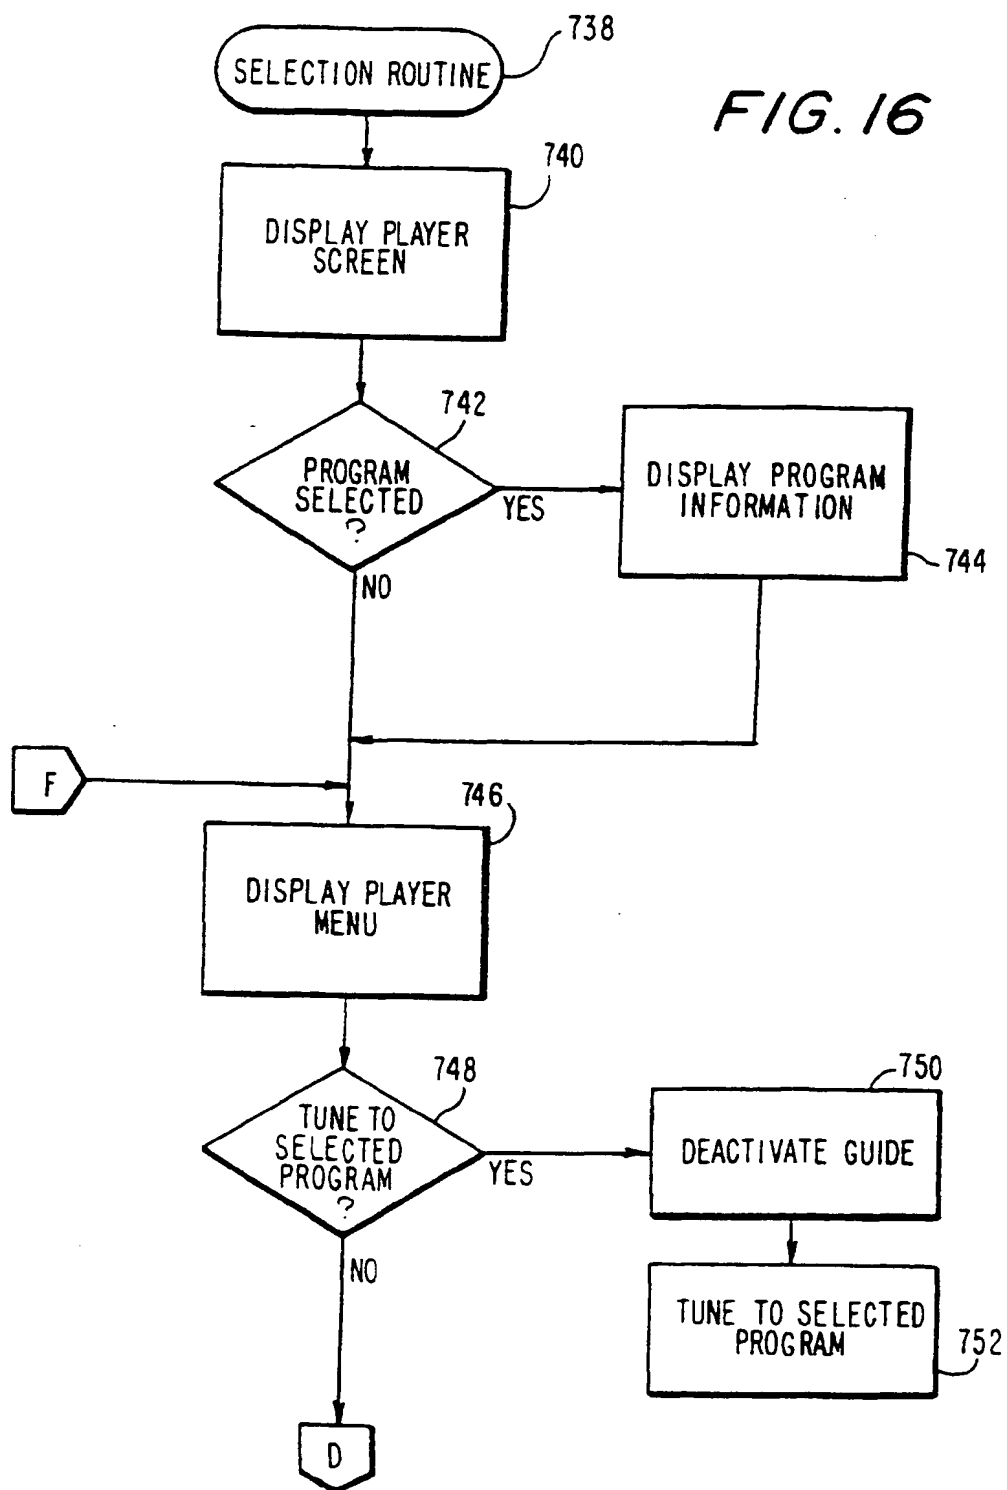 738
SELECTION ROUTINE
FIG. 16
740
DISPLAY PLAYER
SCREEN
742
PROGRAM
SELECTED
?
YES
NO
DISPLAY PROGRAM
INFORMATION
744
F
746
DISPLAY PLAYER
MENU
748
TUNE TO
SELECTED
PROGRAM
?
YES
NO
750
DEACTIVATE GUIDE
TUNE TO SELECTED
PROGRAM
752
D